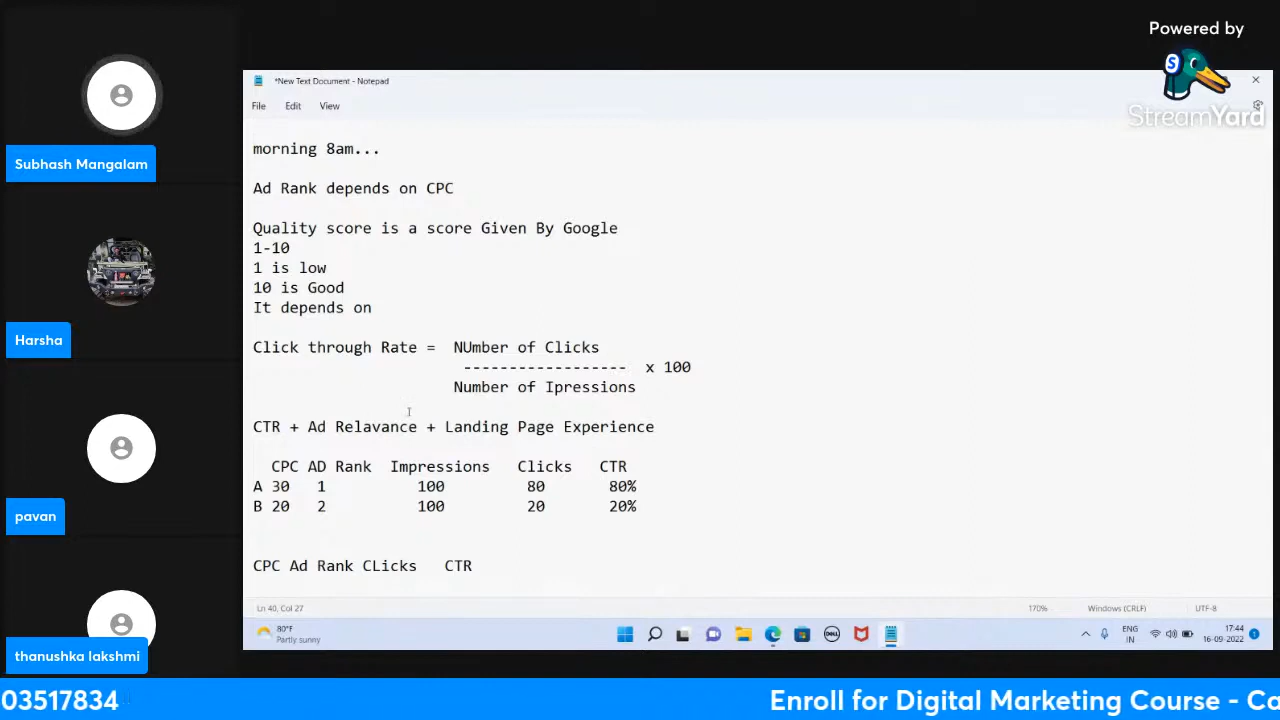 Powered by
StreamYard
Subhash Mangalam
Harsha
pavan
thanushka lakshmi
*New Text Document - Notepad
File Edit View
morning 8am...
Ad Rank depends on CPC
Quality score is a score Given By Google
1-10
1 is low
10 is Good
It depends on
Click through Rate = NUmber of Clicks
------------------- x 100
Number of Ipressions
CTR + Ad Relavance + Landing Page Experience
CPC AD Rank Impressions Clicks CTR
A 30 1 100 80 80%
B 20 2 100 20 20%
CPC Ad Rank CLicks CTR
Ln 40, Col 27 170% Windows (CRLF) UTF-8
80°F
Partly sunny
DELL
ENG
IN
17:44
16-09-2022
1
03517834 Enroll for Digital Marketing Course - Co